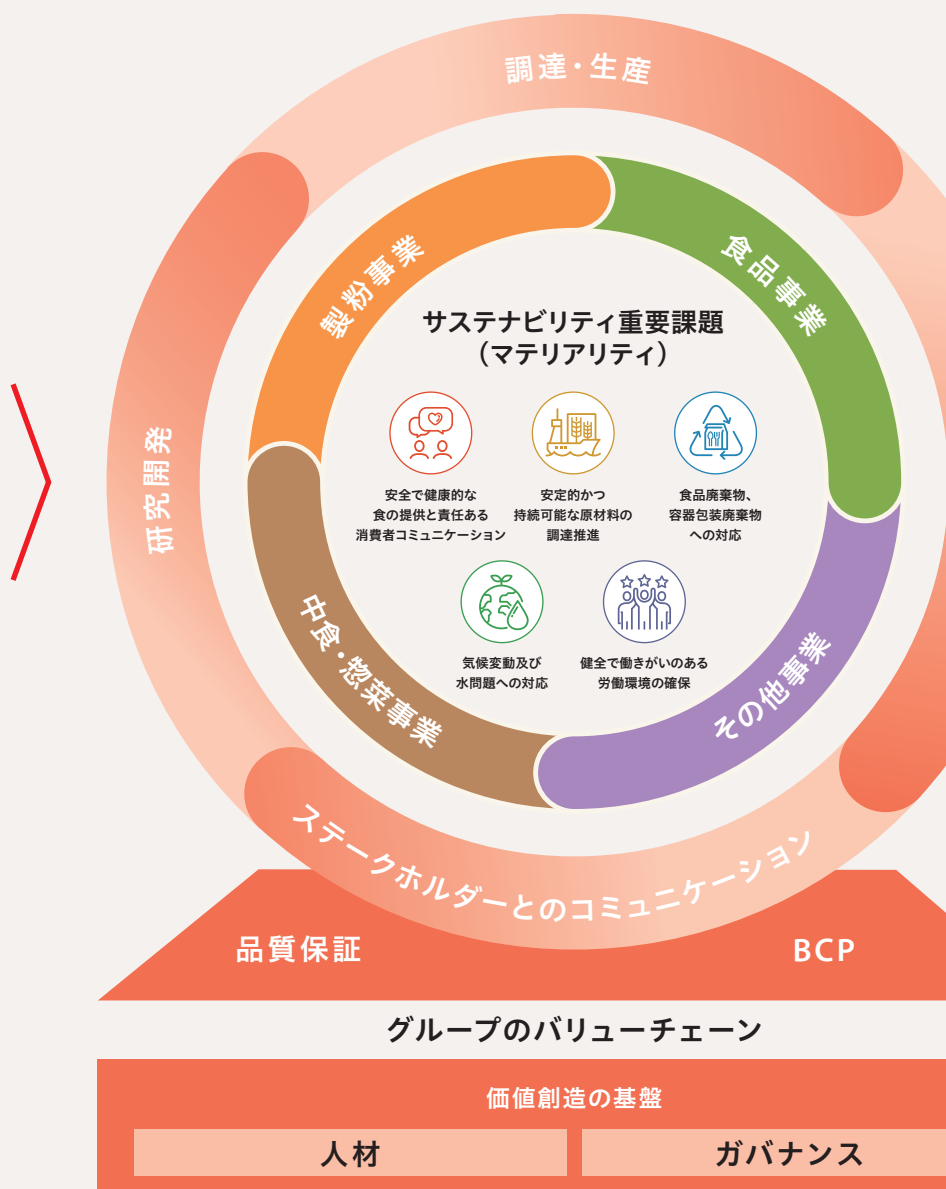 調達・生産
研究開発
製粉事業
食品事業
サステナビリティ重要課題
（マテリアリティ）
安全で健康的な
食の提供と責任ある
消費者コミュニケーション
安定的かつ
持続可能な原材料の
調達推進
食品廃棄物、
容器包装廃棄物
への対応
気候変動及び
水問題への対応
健全で働きがいのある
労働環境の確保
中食・惣菜事業
その他事業
ステークホルダーとのコミュニケーション
品質保証
BCP
グループのバリューチェーン
価値創造の基盤
人材
ガバナンス